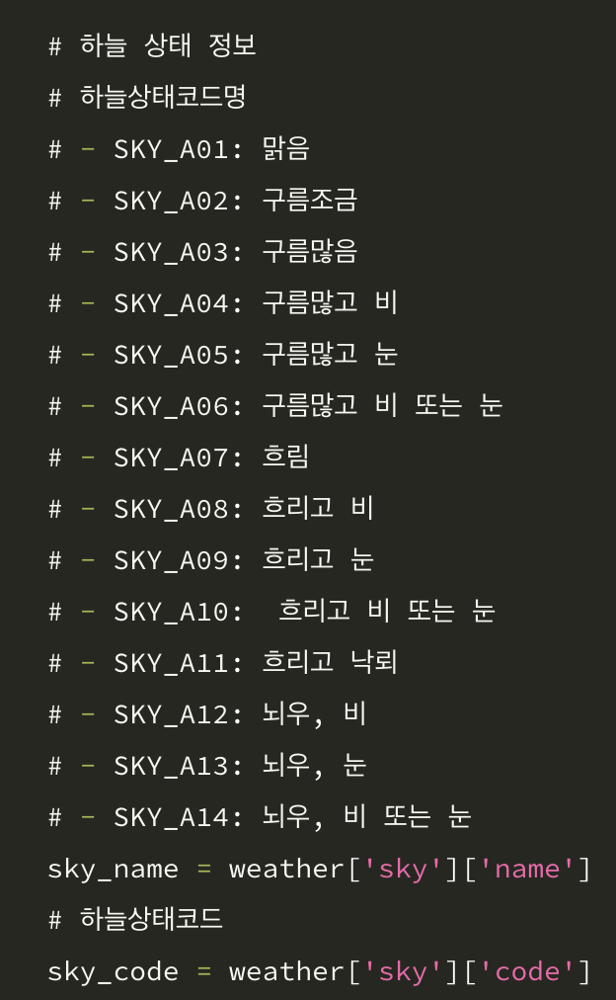 # 하늘 상태 정보
# 하늘상태코드명
# - SKY_A01: 맑음
# - SKY_A02: 구름조금
# - SKY_A03: 구름많음
# - SKY_A04: 구름많고 비
# - SKY_A05: 구름많고 눈
# - SKY_A06: 구름많고 비 또는 눈
# - SKY_A07: 흐림
# - SKY_A08: 흐리고 비
# - SKY_A09: 흐리고 눈
# - SKY_A10:  흐리고 비 또는 눈
# - SKY_A11: 흐리고 낙뢰
# - SKY_A12: 뇌우, 비
# - SKY_A13: 뇌우, 눈
# - SKY_A14: 뇌우, 비 또는 눈
sky_name = weather['sky']['name']
# 하늘상태코드
sky_code = weather['sky']['code']